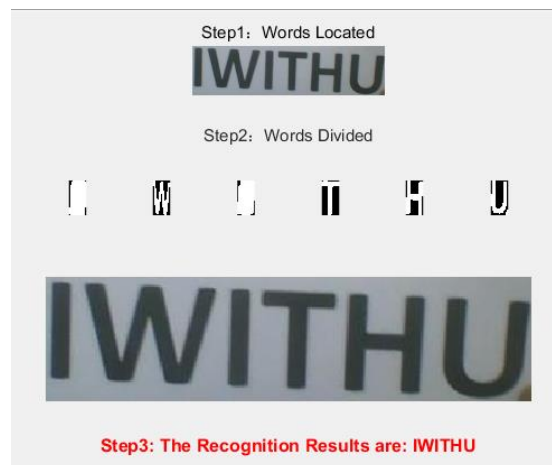 Step1：Words Located
IWITHU
Step2：Words Divided
I W I T H U
IWITHU
Step3: The Recognition Results are: IWITHU